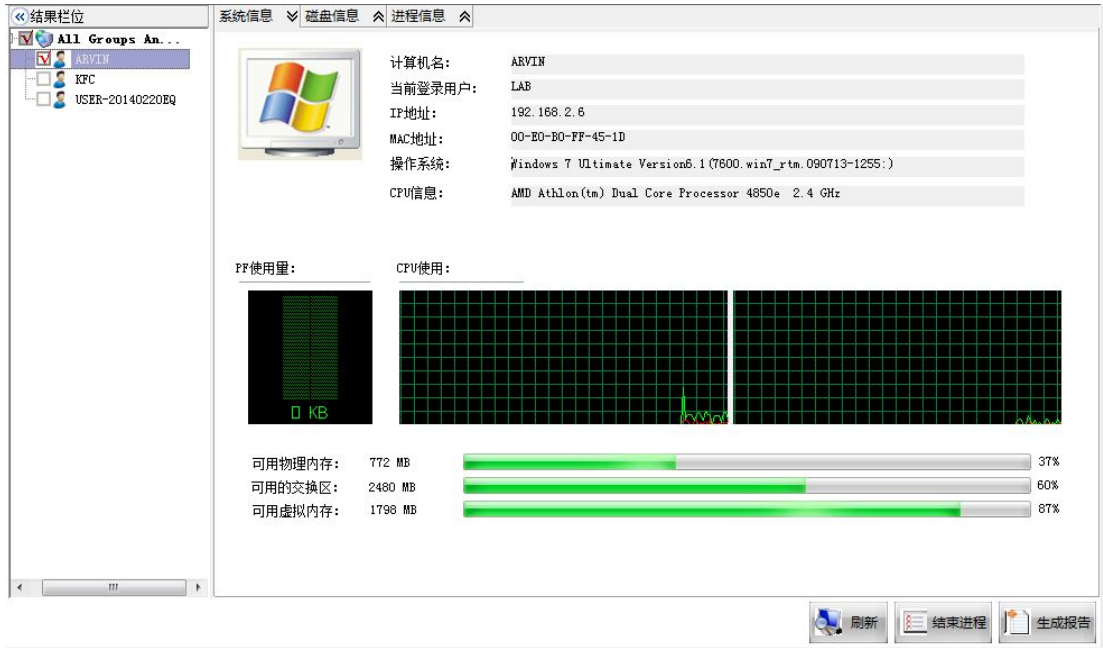 结果栏位
All Groups An...
ARVIN
KFC
USER-20140220EQ
系统信息 磁盘信息 进程信息
计算机名: ARVIN
当前登录用户: LAB
IP地址: 192.168.2.6
MAC地址: 00-E0-B0-FF-45-1D
操作系统: Windows 7 Ultimate Version6.1(7600.win7_rtm.090713-1255:)
CPU信息: AMD Athlon(tm) Dual Core Processor 4850e 2.4 GHz
PF使用量: CPU使用:
0 KB
可用物理内存: 772 MB 37%
可用的交换区: 2480 MB 60%
可用虚拟内存: 1798 MB 87%
刷新 结束进程 生成报告